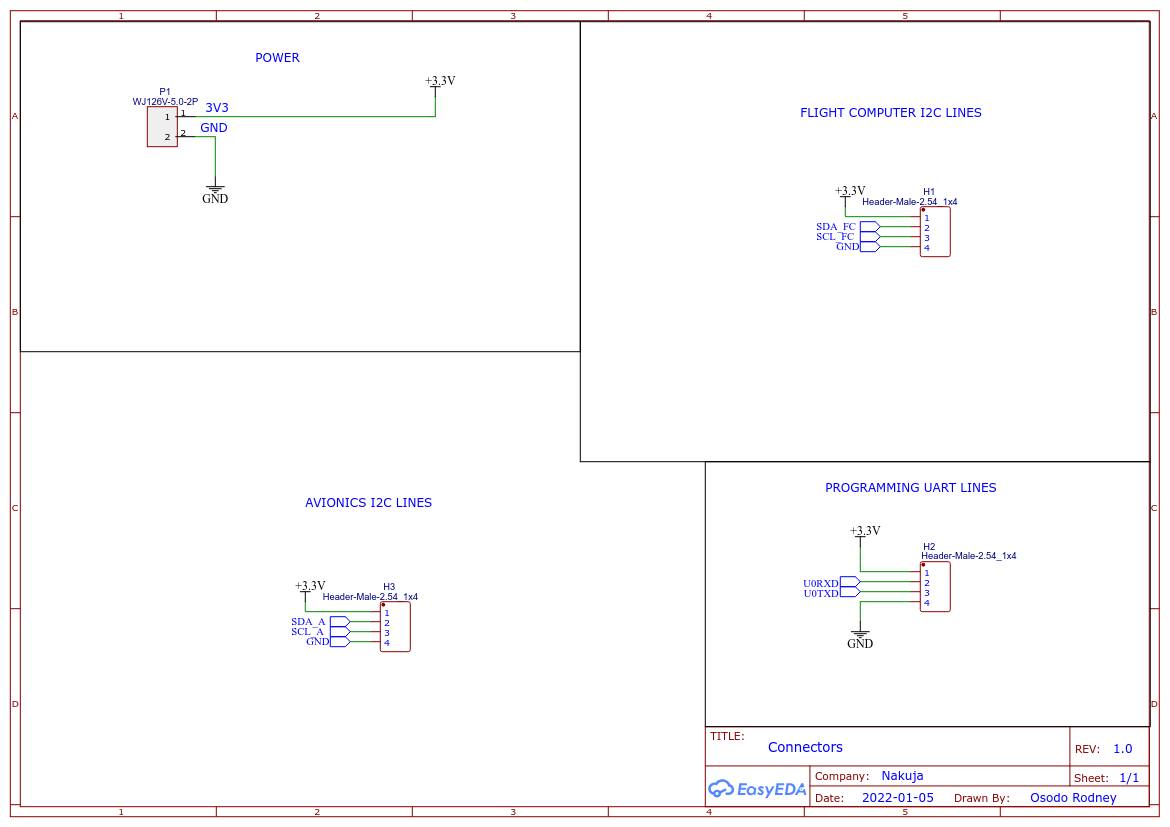 1 2 3 4 5
A
B
C
D
A
B
C
D
1 2 3 4 5
POWER
P1
WJ126V-5.0-2P
1 1 3V3
2 2 GND
+3.3V
GND
FLIGHT COMPUTER I2C LINES
+3.3V
H1
Header-Male-2.54_1x4
1
SDA_FC 2
SCL_FC 3
GND 4
AVIONICS I2C LINES
+3.3V
H3
Header-Male-2.54_1x4
1
SDA_A 2
SCL_A 3
GND 4
PROGRAMMING UART LINES
+3.3V
H2
Header-Male-2.54_1x4
1
U0RXD 2
U0TXD 3
4
GND
TITLE:
Connectors
REV: 1.0
EasyEDA
Company: Nakuja
Sheet: 1/1
Date: 2022-01-05 Drawn By: Osodo Rodney